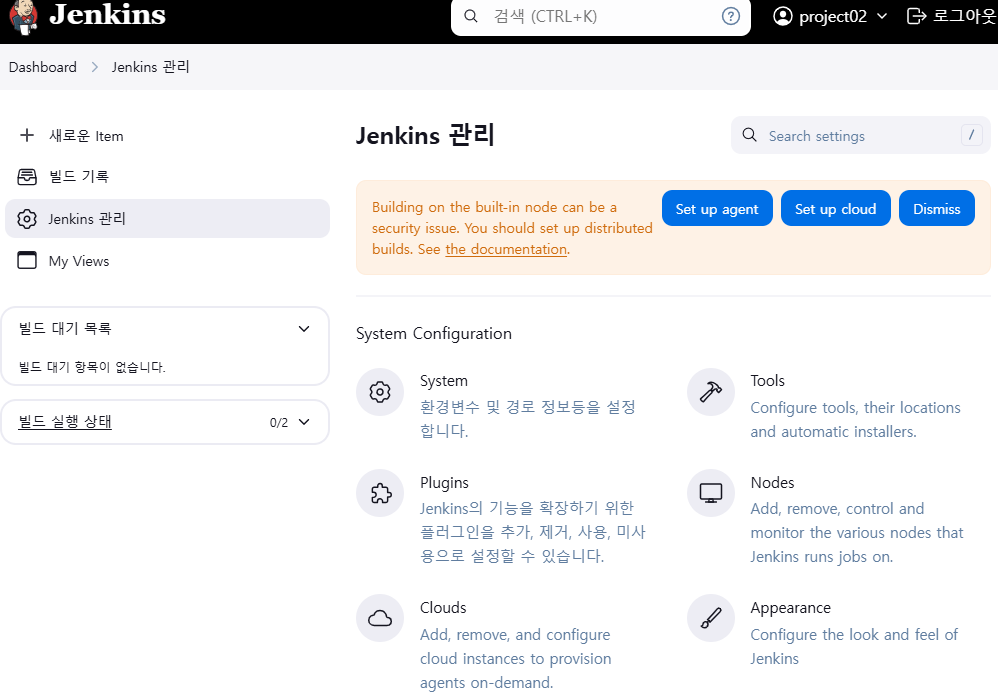 Jenkins
검색 (CTRL+K)
?
project02
로그아웃
Dashboard
Jenkins 관리
새로운 Item
빌드 기록
Jenkins 관리
My Views
빌드 대기 목록
빌드 대기 항목이 없습니다.
빌드 실행 상태
0/2
Jenkins 관리
Search settings
/
Building on the built-in node can be a
security issue. You should set up distributed
builds. See the documentation.
Set up agent
Set up cloud
Dismiss
System Configuration
System
환경변수 및 경로 정보등을 설정
합니다.
Tools
Configure tools, their locations
and automatic installers.
Plugins
Jenkins의 기능을 확장하기 위한
플러그인을 추가, 제거, 사용, 미사
용으로 설정할 수 있습니다.
Nodes
Add, remove, control and
monitor the various nodes that
Jenkins runs jobs on.
Clouds
Add, remove, and configure
cloud instances to provision
agents on-demand.
Appearance
Configure the look and feel of
Jenkins